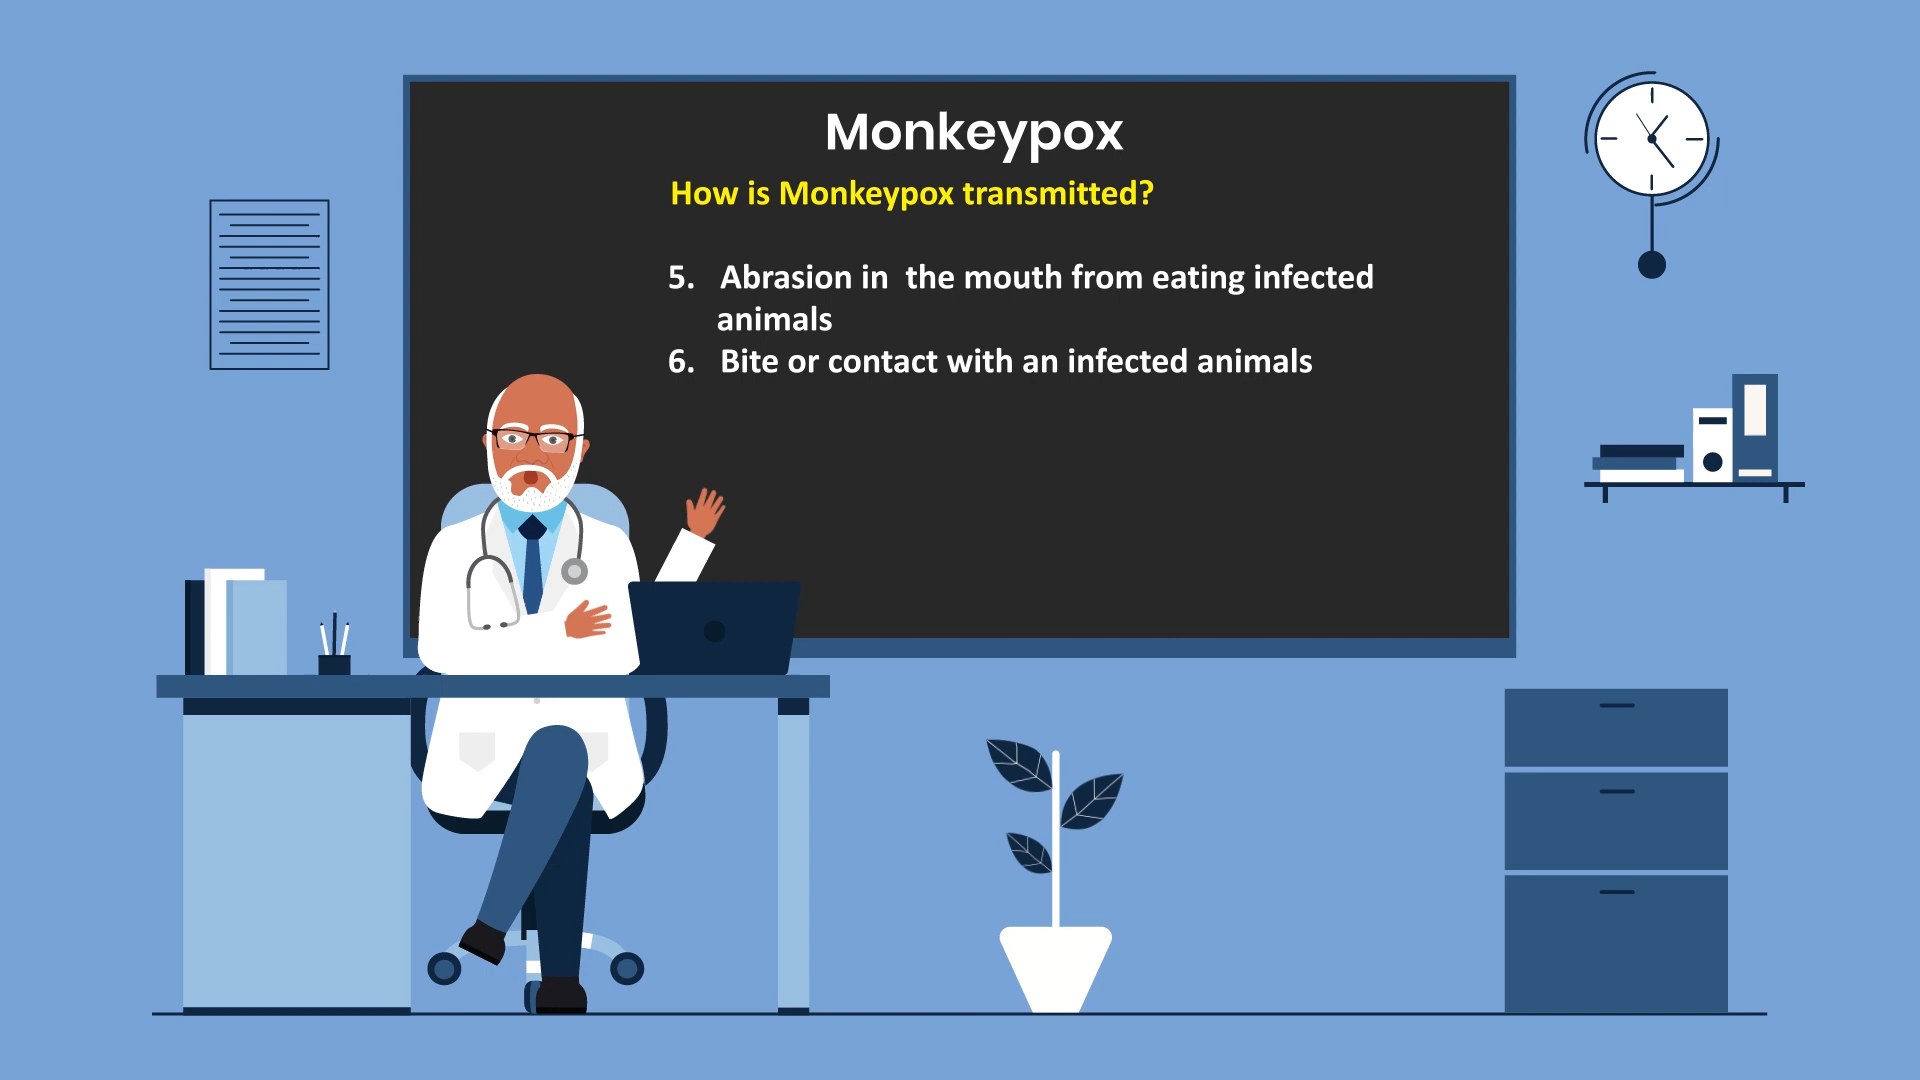 Monkeypox
How is Monkeypox transmitted?
5. Abrasion in  the mouth from eating infected
animals
6. Bite or contact with an infected animals